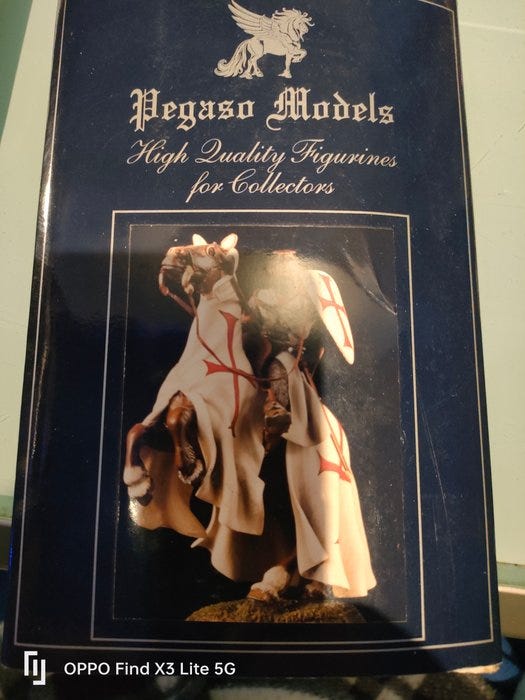 Pegaso Models
High Quality Figurines
for Collectors
OPPO Find X3 Lite 5G